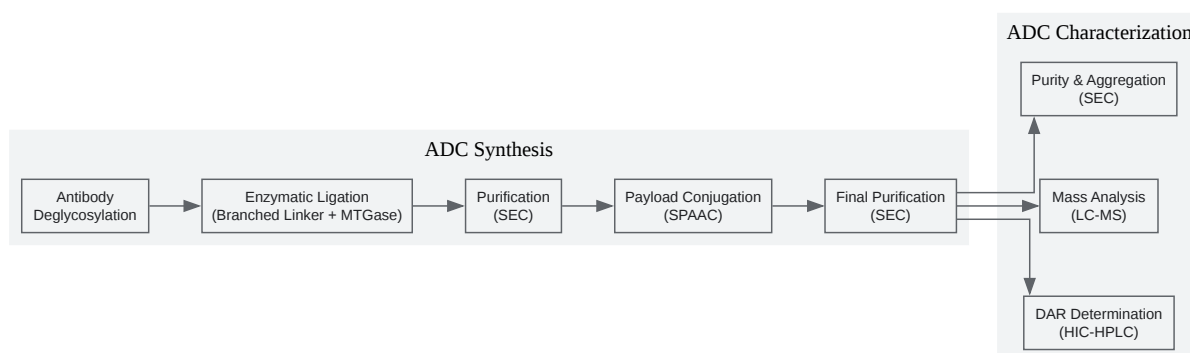 ADC Characterization
Purity & Aggregation
(SEC)
ADC Synthesis
Antibody
Deglycosylation
Enzymatic Ligation
(Branched Linker + MTGase)
Purification
(SEC)
Payload Conjugation
(SPAAC)
Final Purification
(SEC)
Mass Analysis
(LC-MS)
DAR Determination
(HIC-HPLC)